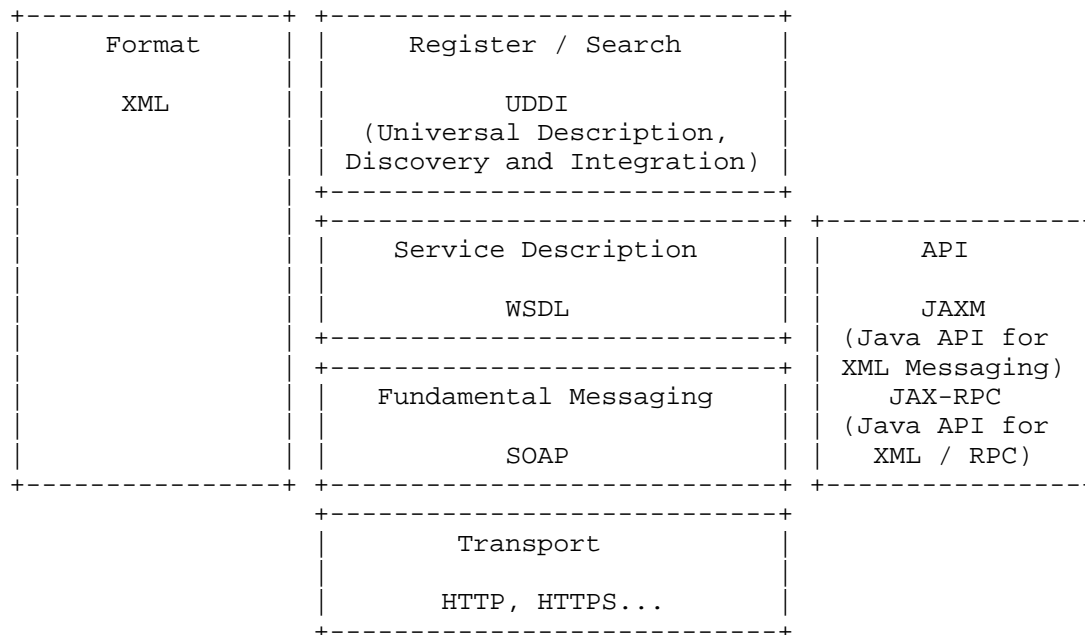 Format
XML
Register / Search
UDDI
(Universal Description,
Discovery and Integration)
Service Description
WSDL
Fundamental Messaging
SOAP
API
JAXM
(Java API for
XML Messaging)
JAX-RPC
(Java API for
XML / RPC)
Transport
HTTP, HTTPS...